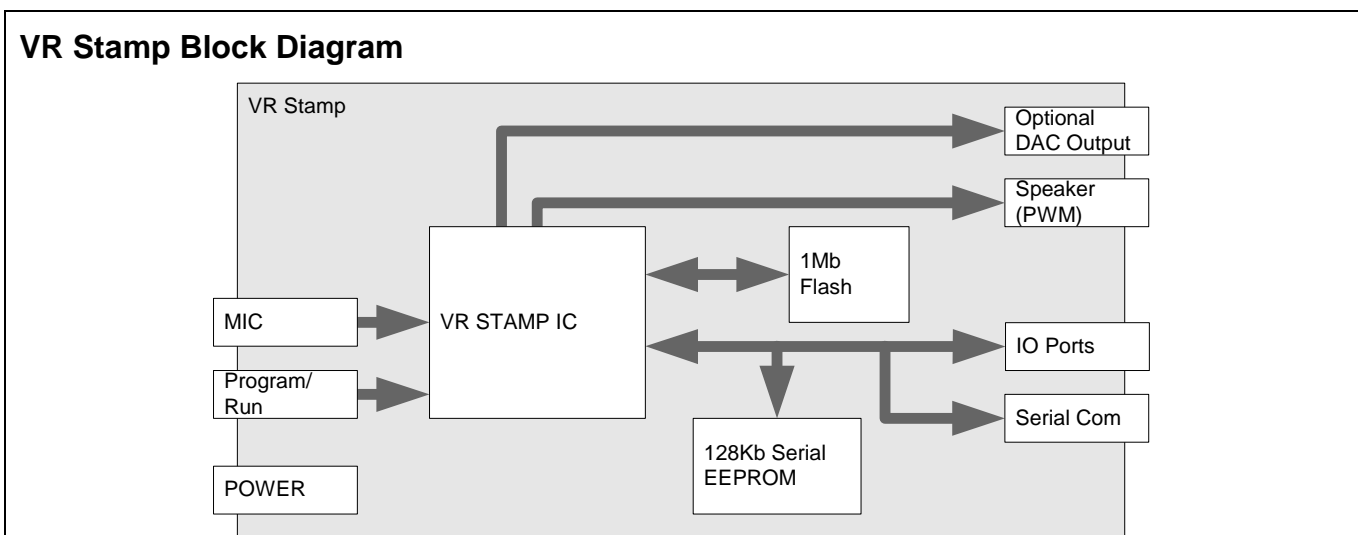 VR Stamp Block Diagram
VR Stamp
Optional
DAC Output
Speaker
(PWM)
1Mb
Flash
MIC
VR STAMP IC
IO Ports
Program/
Run
Serial Com
128Kb Serial
EEPROM
POWER